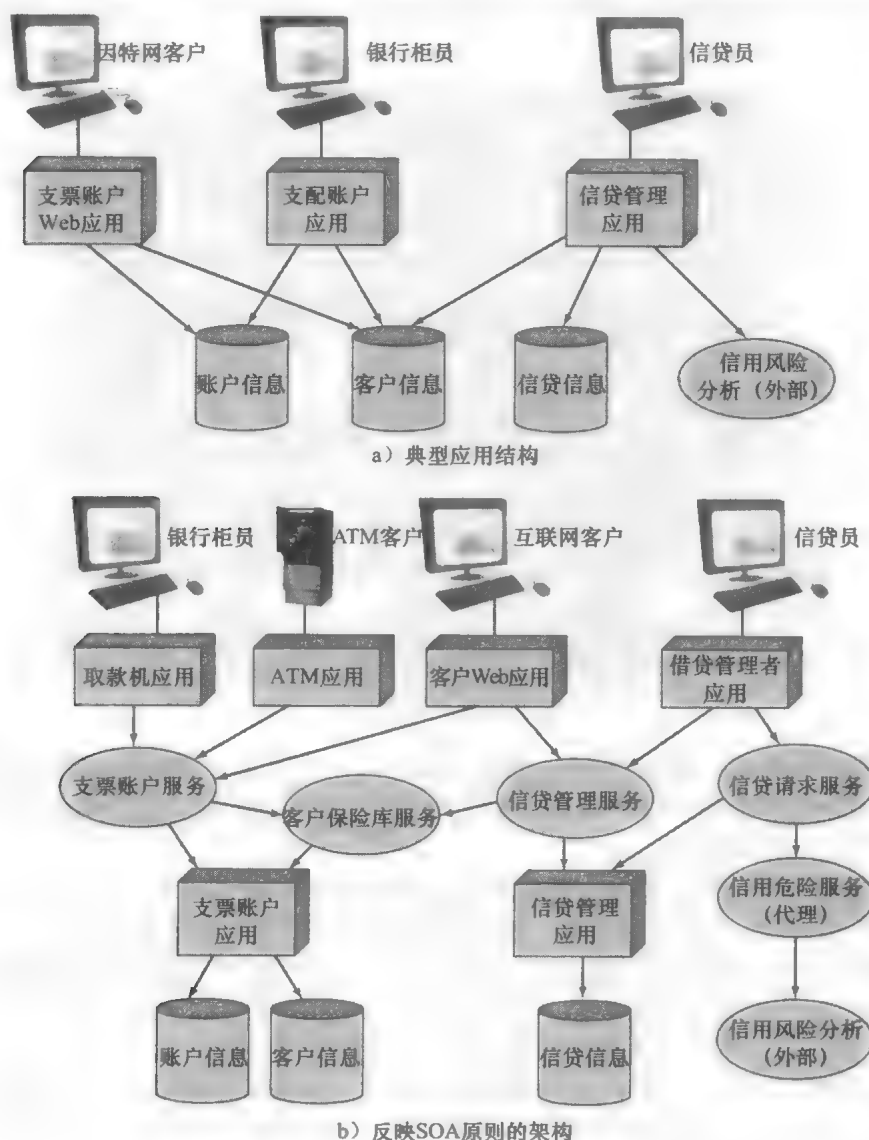 因特网客户
银行柜员
信贷员
支票账户
Web应用
支配账户
应用
信贷管理
应用
账户信息
客户信息
信贷信息
信用风险
分析（外部）
a）典型应用结构
银行柜员
ATM客户
互联网客户
信贷员
取款机应用
ATM应用
客户Web应用
借贷管理者
应用
支票账户服务
客户保险库服务
信贷管理服务
信贷请求服务
支票账户
应用
信贷管理
应用
信用危险服务
（代理）
账户信息
客户信息
信贷信息
信用风险分析
（外部）
b）反映SOA原则的架构